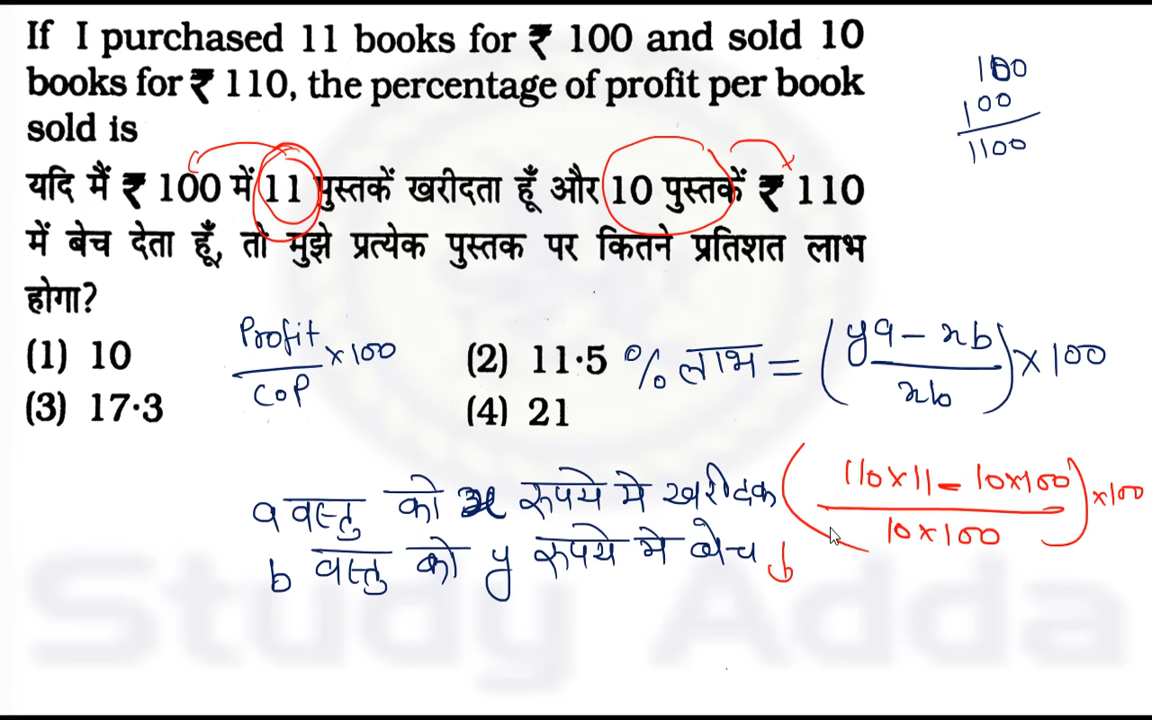 If I purchased 11 books for ₹ 100 and sold 10
books for ₹ 110, the percentage of profit per book
sold is
यदि मैं ₹ 100 में 11 पुस्तकें खरीदता हूँ और 10 पुस्तकें ₹ 110
में बेच देता हूँ, तो मुझे प्रत्येक पुस्तक पर कितने प्रतिशत लाभ
होगा?
(1) 10
(2) 11·5
(3) 17·3
(4) 21
100
100
1100
Profit
COP
×100
% लाभ = (ya - xb / xb) × 100
a वस्तु को x रूपये मे खरीदक
b वस्तु को y रूपये मे बेच
(110×11 - 10×100 / 10×100) ×100
Study Adda